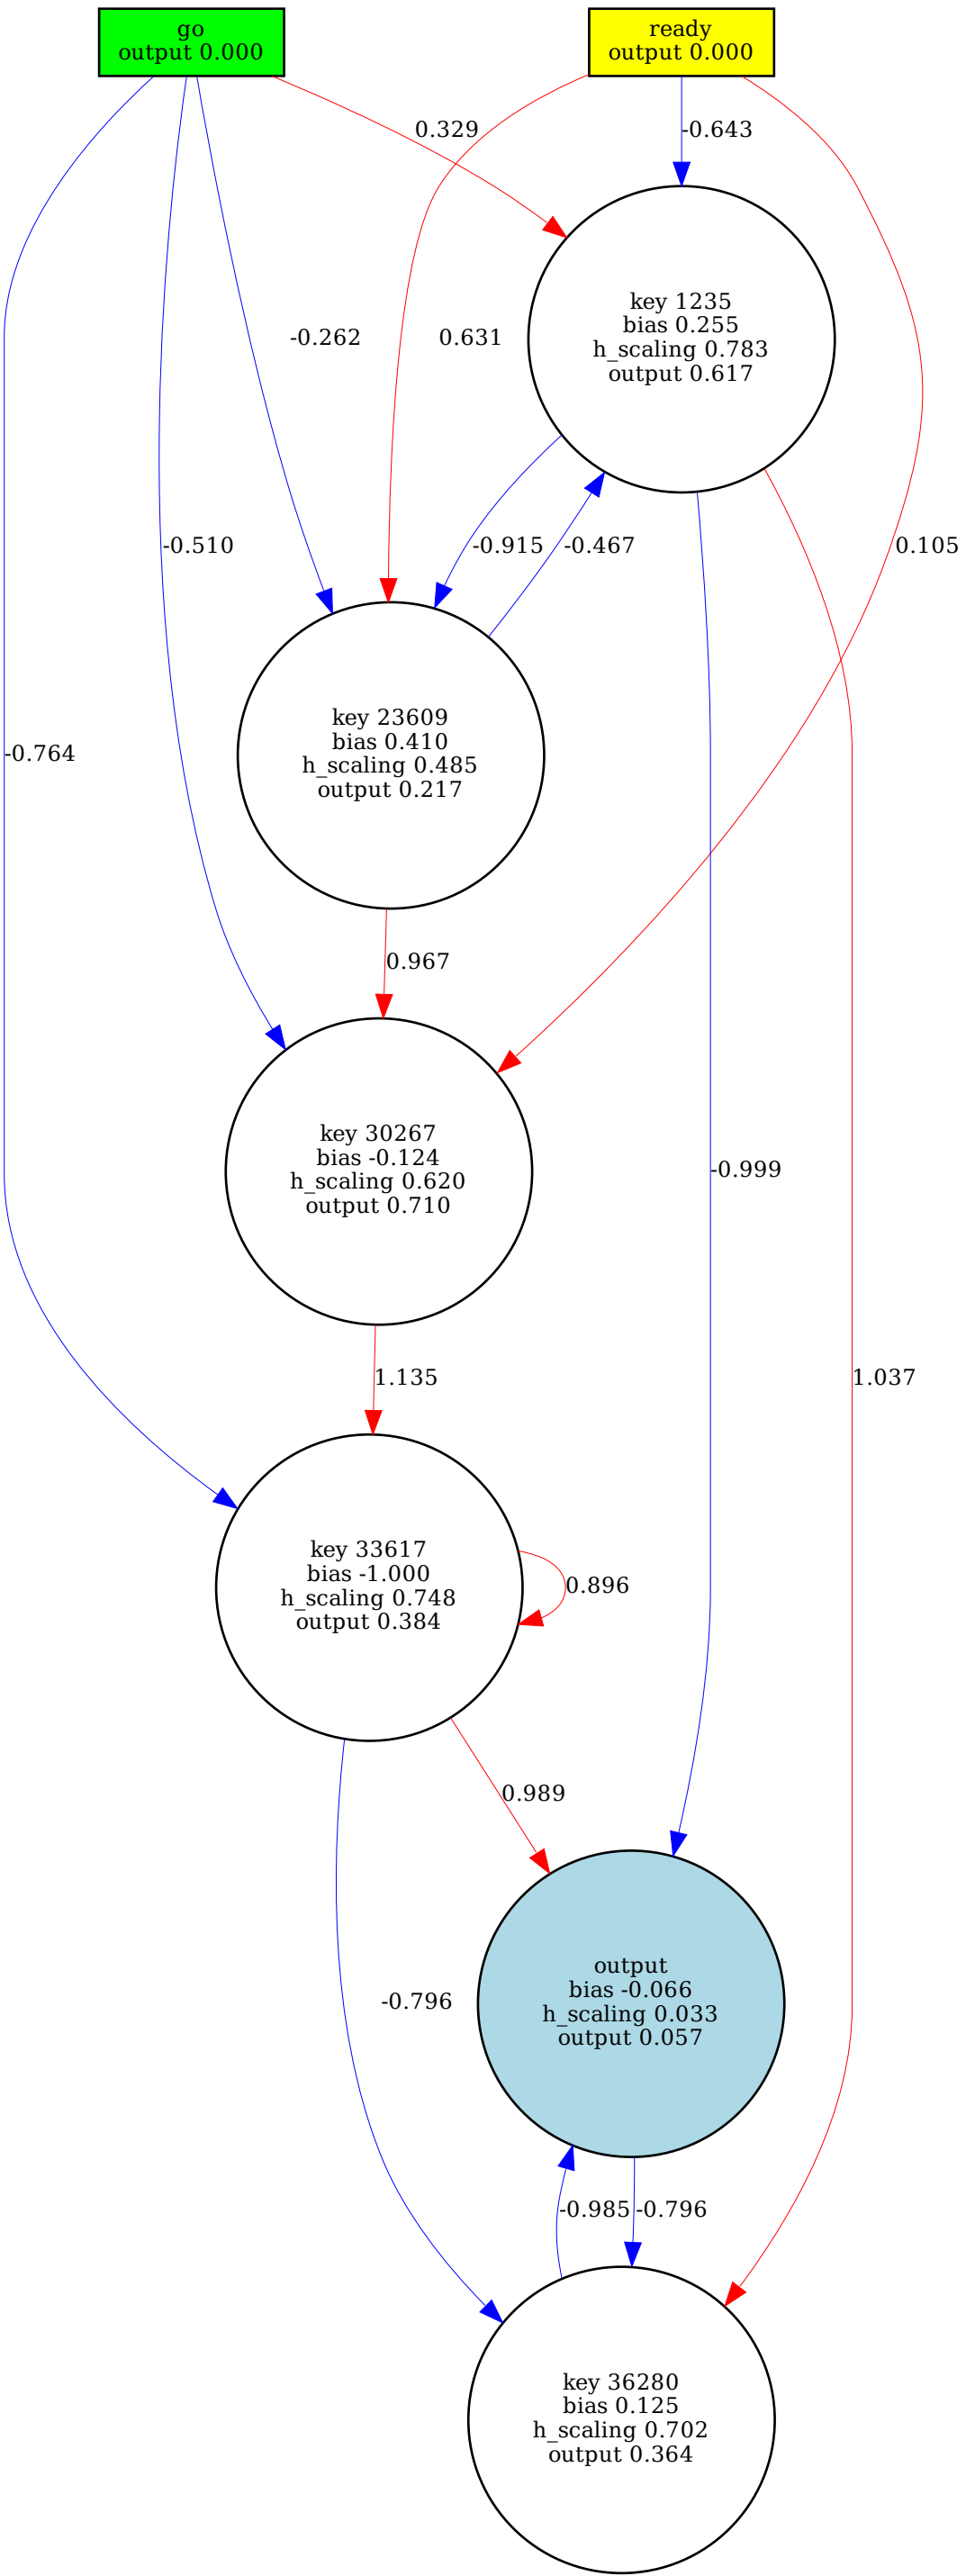 go
output 0.000
ready
output 0.000
0.329
-0.643
key 1235
bias 0.255
h_scaling 0.783
output 0.617
-0.262
0.631
-0.510
-0.915
-0.467
0.105
key 23609
bias 0.410
h_scaling 0.485
output 0.217
-0.764
0.967
key 30267
bias -0.124
h_scaling 0.620
output 0.710
-0.999
1.135
1.037
key 33617
bias -1.000
h_scaling 0.748
output 0.384
0.896
0.989
output
bias -0.066
h_scaling 0.033
output 0.057
-0.796
-0.985
-0.796
key 36280
bias 0.125
h_scaling 0.702
output 0.364